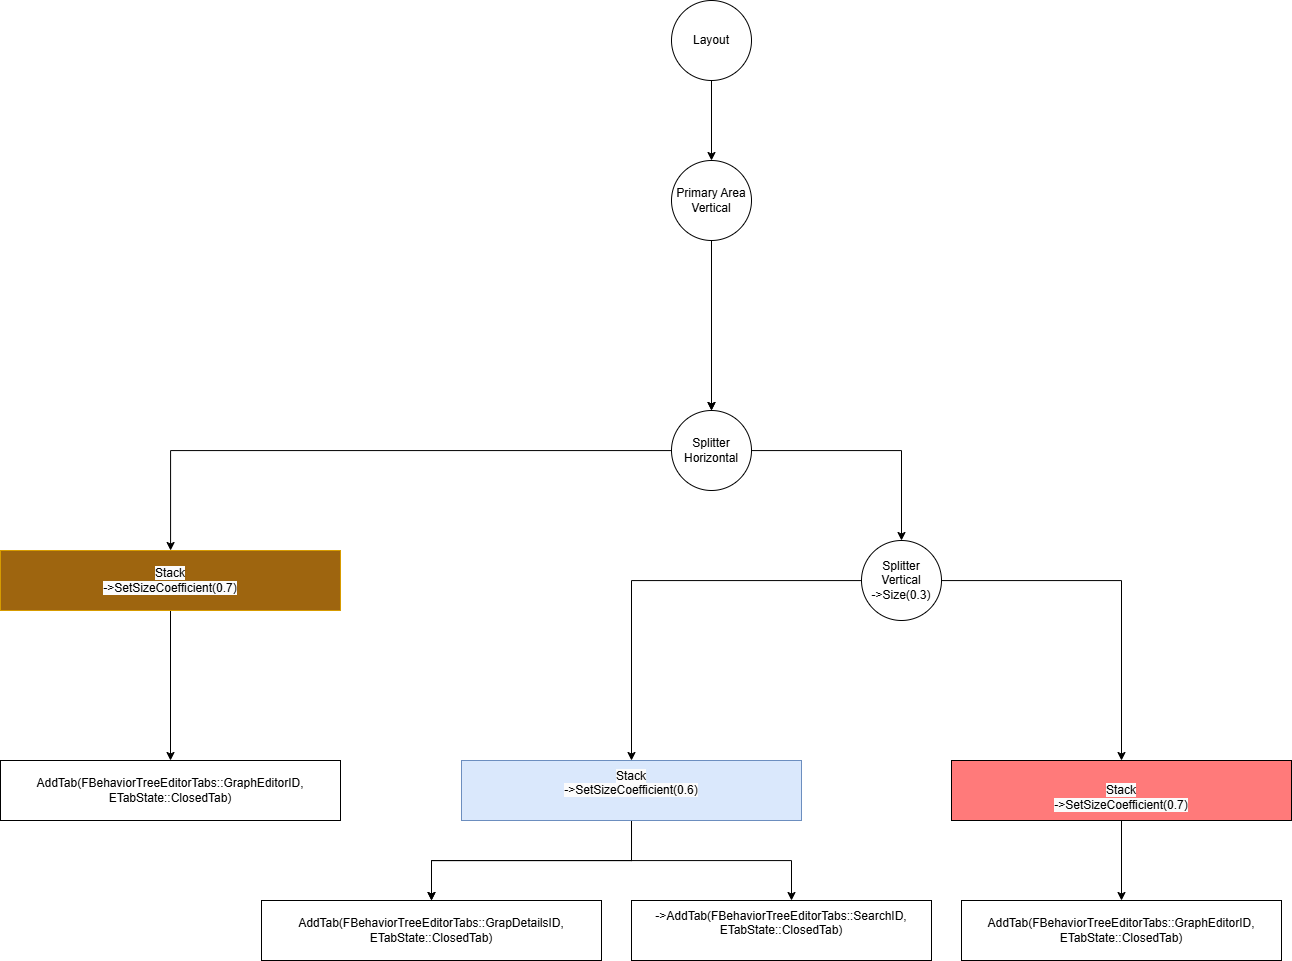 Layout
Primary Area
Vertical
Splitter
Horizontal
Stack
->SetSizeCoefficient(0.7)
Splitter
Vertical
->Size(0.3)
AddTab(FBehaviorTreeEditorTabs::GraphEditorID,
ETabState::ClosedTab)
Stack
->SetSizeCoefficient(0.6)
Stack
->SetSizeCoefficient(0.7)
AddTab(FBehaviorTreeEditorTabs::GrapDetailsID,
ETabState::ClosedTab)
->AddTab(FBehaviorTreeEditorTabs::SearchID,
ETabState::ClosedTab)
AddTab(FBehaviorTreeEditorTabs::GraphEditorID,
ETabState::ClosedTab)